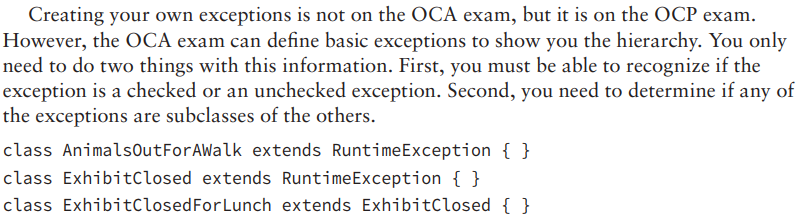 Creating your own exceptions is not on the OCA exam, but it is on the OCP exam.
However, the OCA exam can define basic exceptions to show you the hierarchy. You only
need to do two things with this information. First, you must be able to recognize if the
exception is a checked or an unchecked exception. Second, you need to determine if any of
the exceptions are subclasses of the others.
class AnimalsOutForAWalk extends RuntimeException { }
class ExhibitClosed extends RuntimeException { }
class ExhibitClosedForLunch extends ExhibitClosed { }